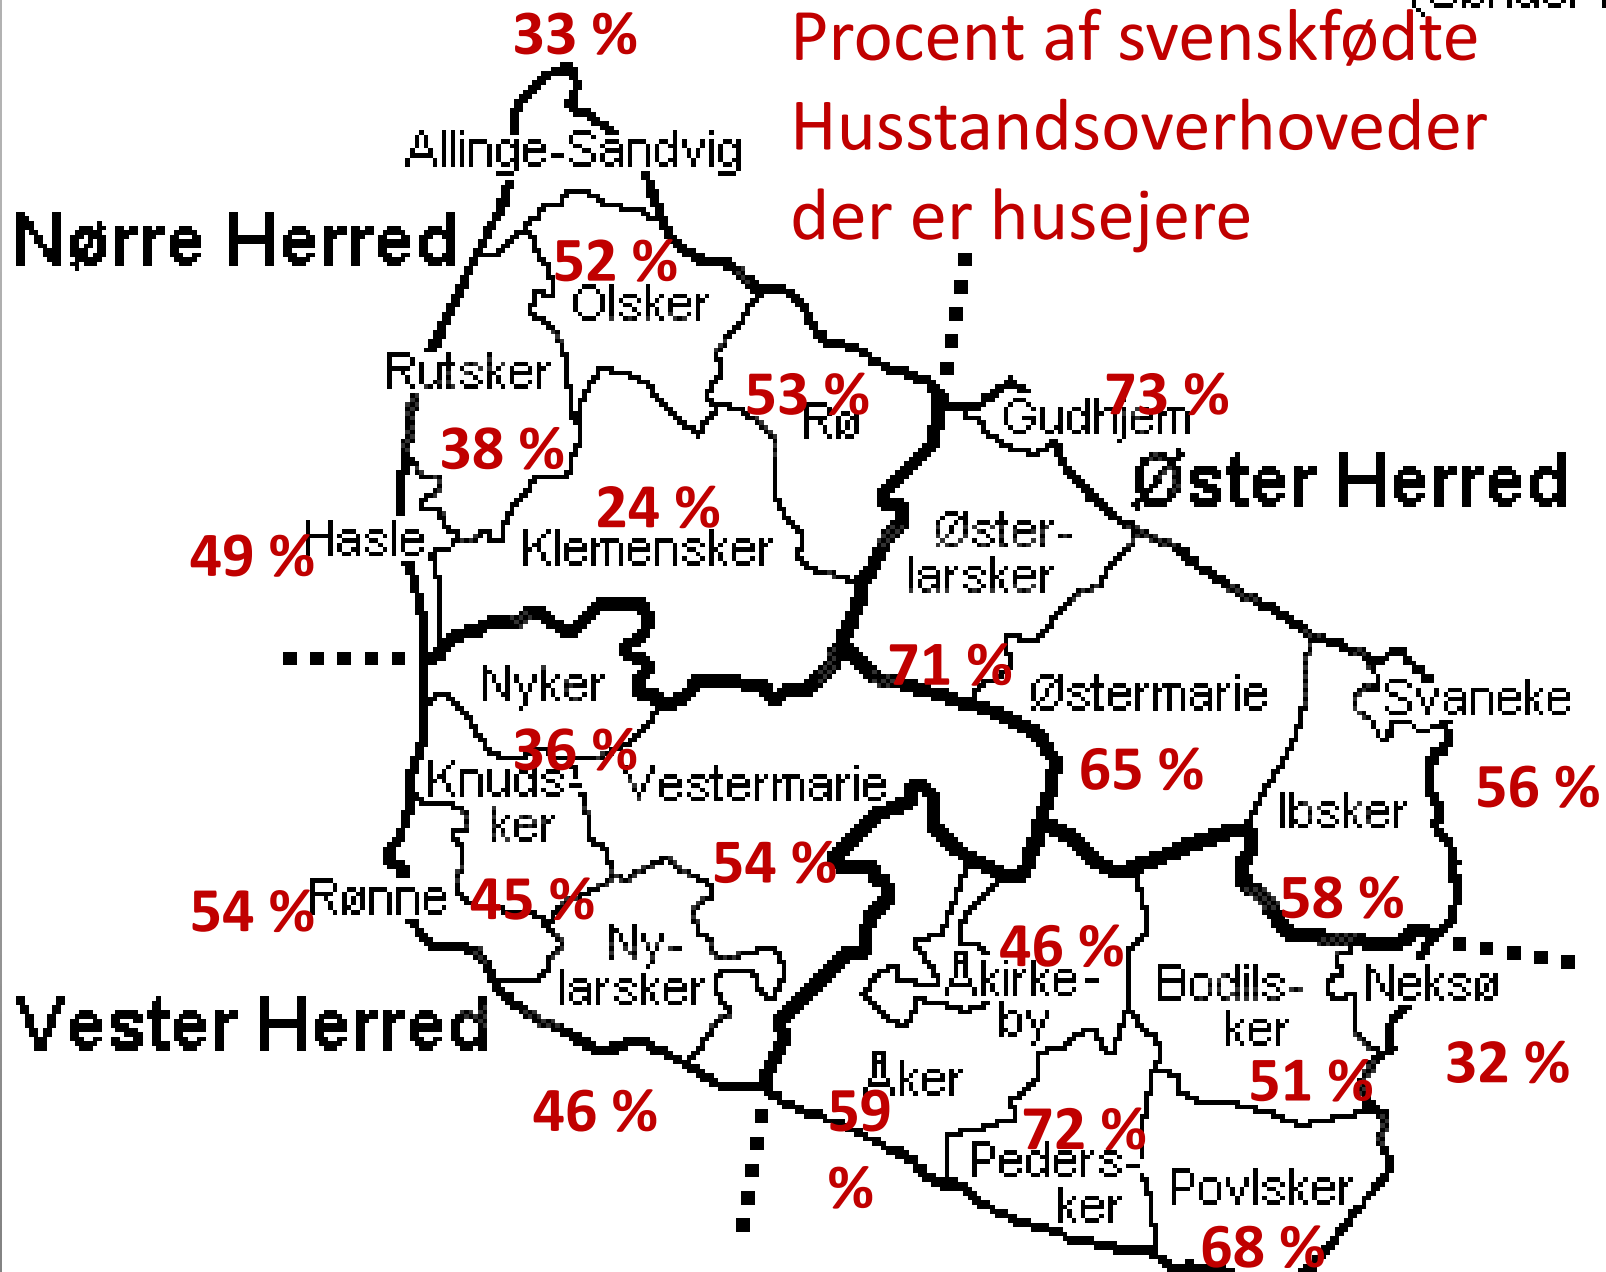 33 %
Procent af svenskfødte
Husstandsoverhoveder
der er husejere
Allinge-Sandvig
Nørre Herred
52 %
Olsker
Rutsker
53 %
Rø
73 %
Gudhjem
38 %
Øster Herred
24 %
Hasle
49 %
Klemensker
Øster-
larsker
71 %
Nyker
Østermarie
Svaneke
36 %
Knuds-
ker
Vestermarie
65 %
56 %
Ibsker
54 %
Rønne
54 %
45 %
58 %
46 %
Ny-
larsker
Åkirke-
by
Bodils-
ker
Neksø
Vester Herred
32 %
Åker
51 %
46 %
59
%
72 %
Peders-
ker
Povlsker
68 %